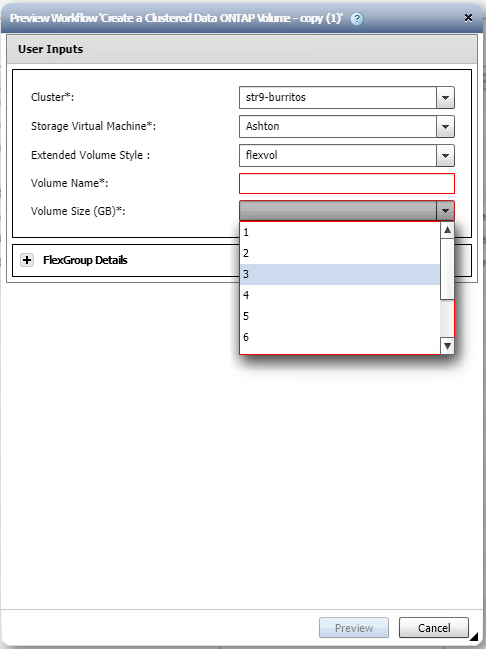 Preview Workflow 'Create a Clustered Data ONTAP Volume - copy (1)' ?
User Inputs
Cluster*: str9-burritos
Storage Virtual Machine*: Ashton
Extended Volume Style : flexvol
Volume Name*:
Volume Size (GB)*:
1
2
3
4
5
6
FlexGroup Details
Preview Cancel